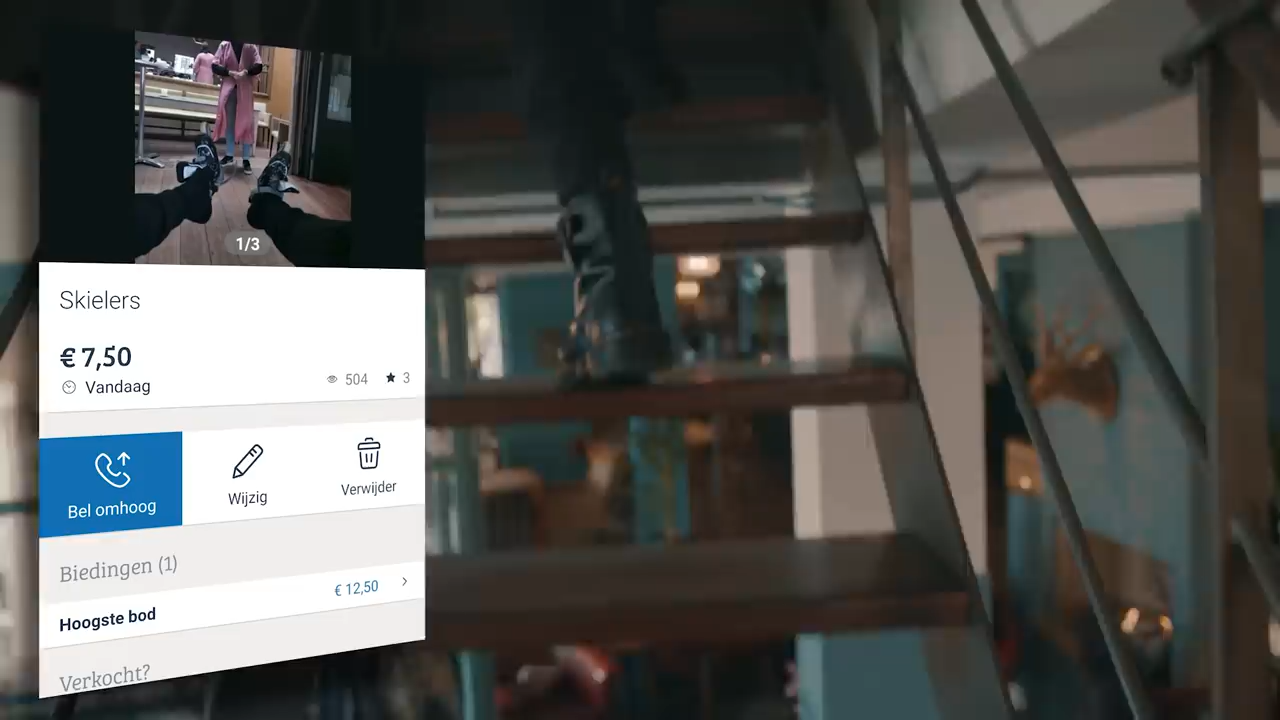 1/3
Skielers
€ 7,50
Vandaag
504
3
Bel omhoog
Wijzig
Verwijder
Biedingen (1)
Hoogste bod
€ 12,50
Verkocht?